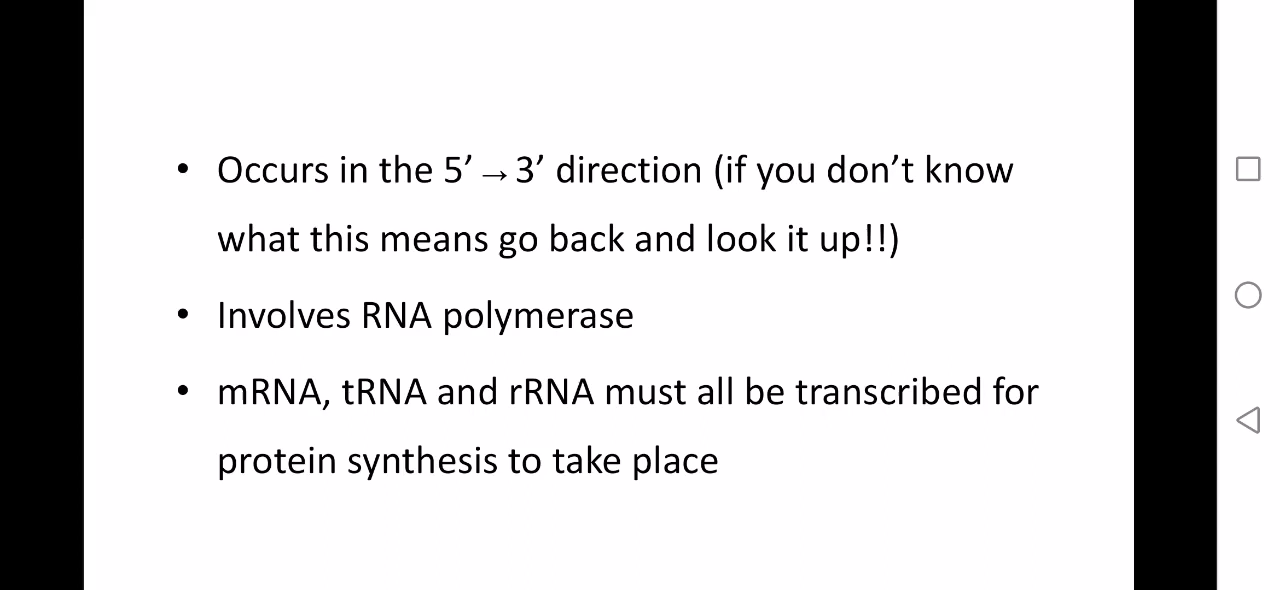 • Occurs in the 5’ → 3’ direction (if you don’t know
what this means go back and look it up!!)
• Involves RNA polymerase
• mRNA, tRNA and rRNA must all be transcribed for
protein synthesis to take place